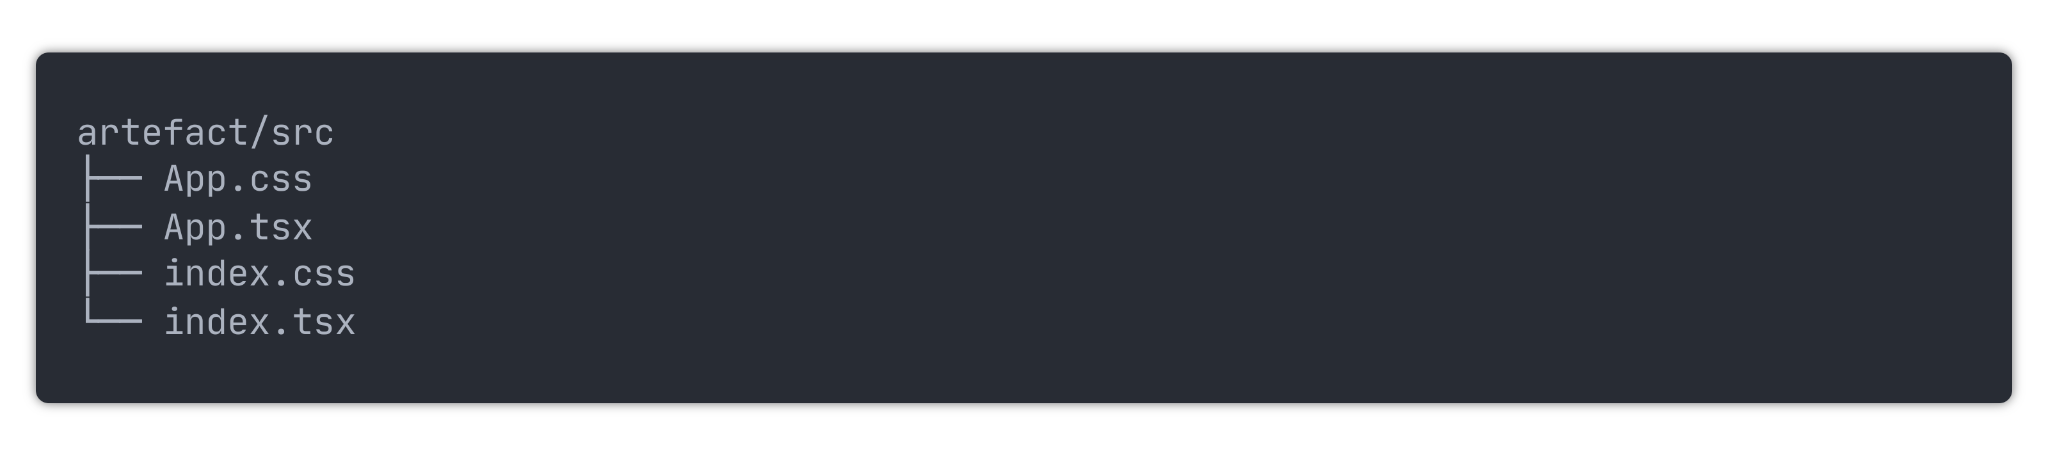 artefact/src
├── App.css
├── App.tsx
├── index.css
└── index.tsx